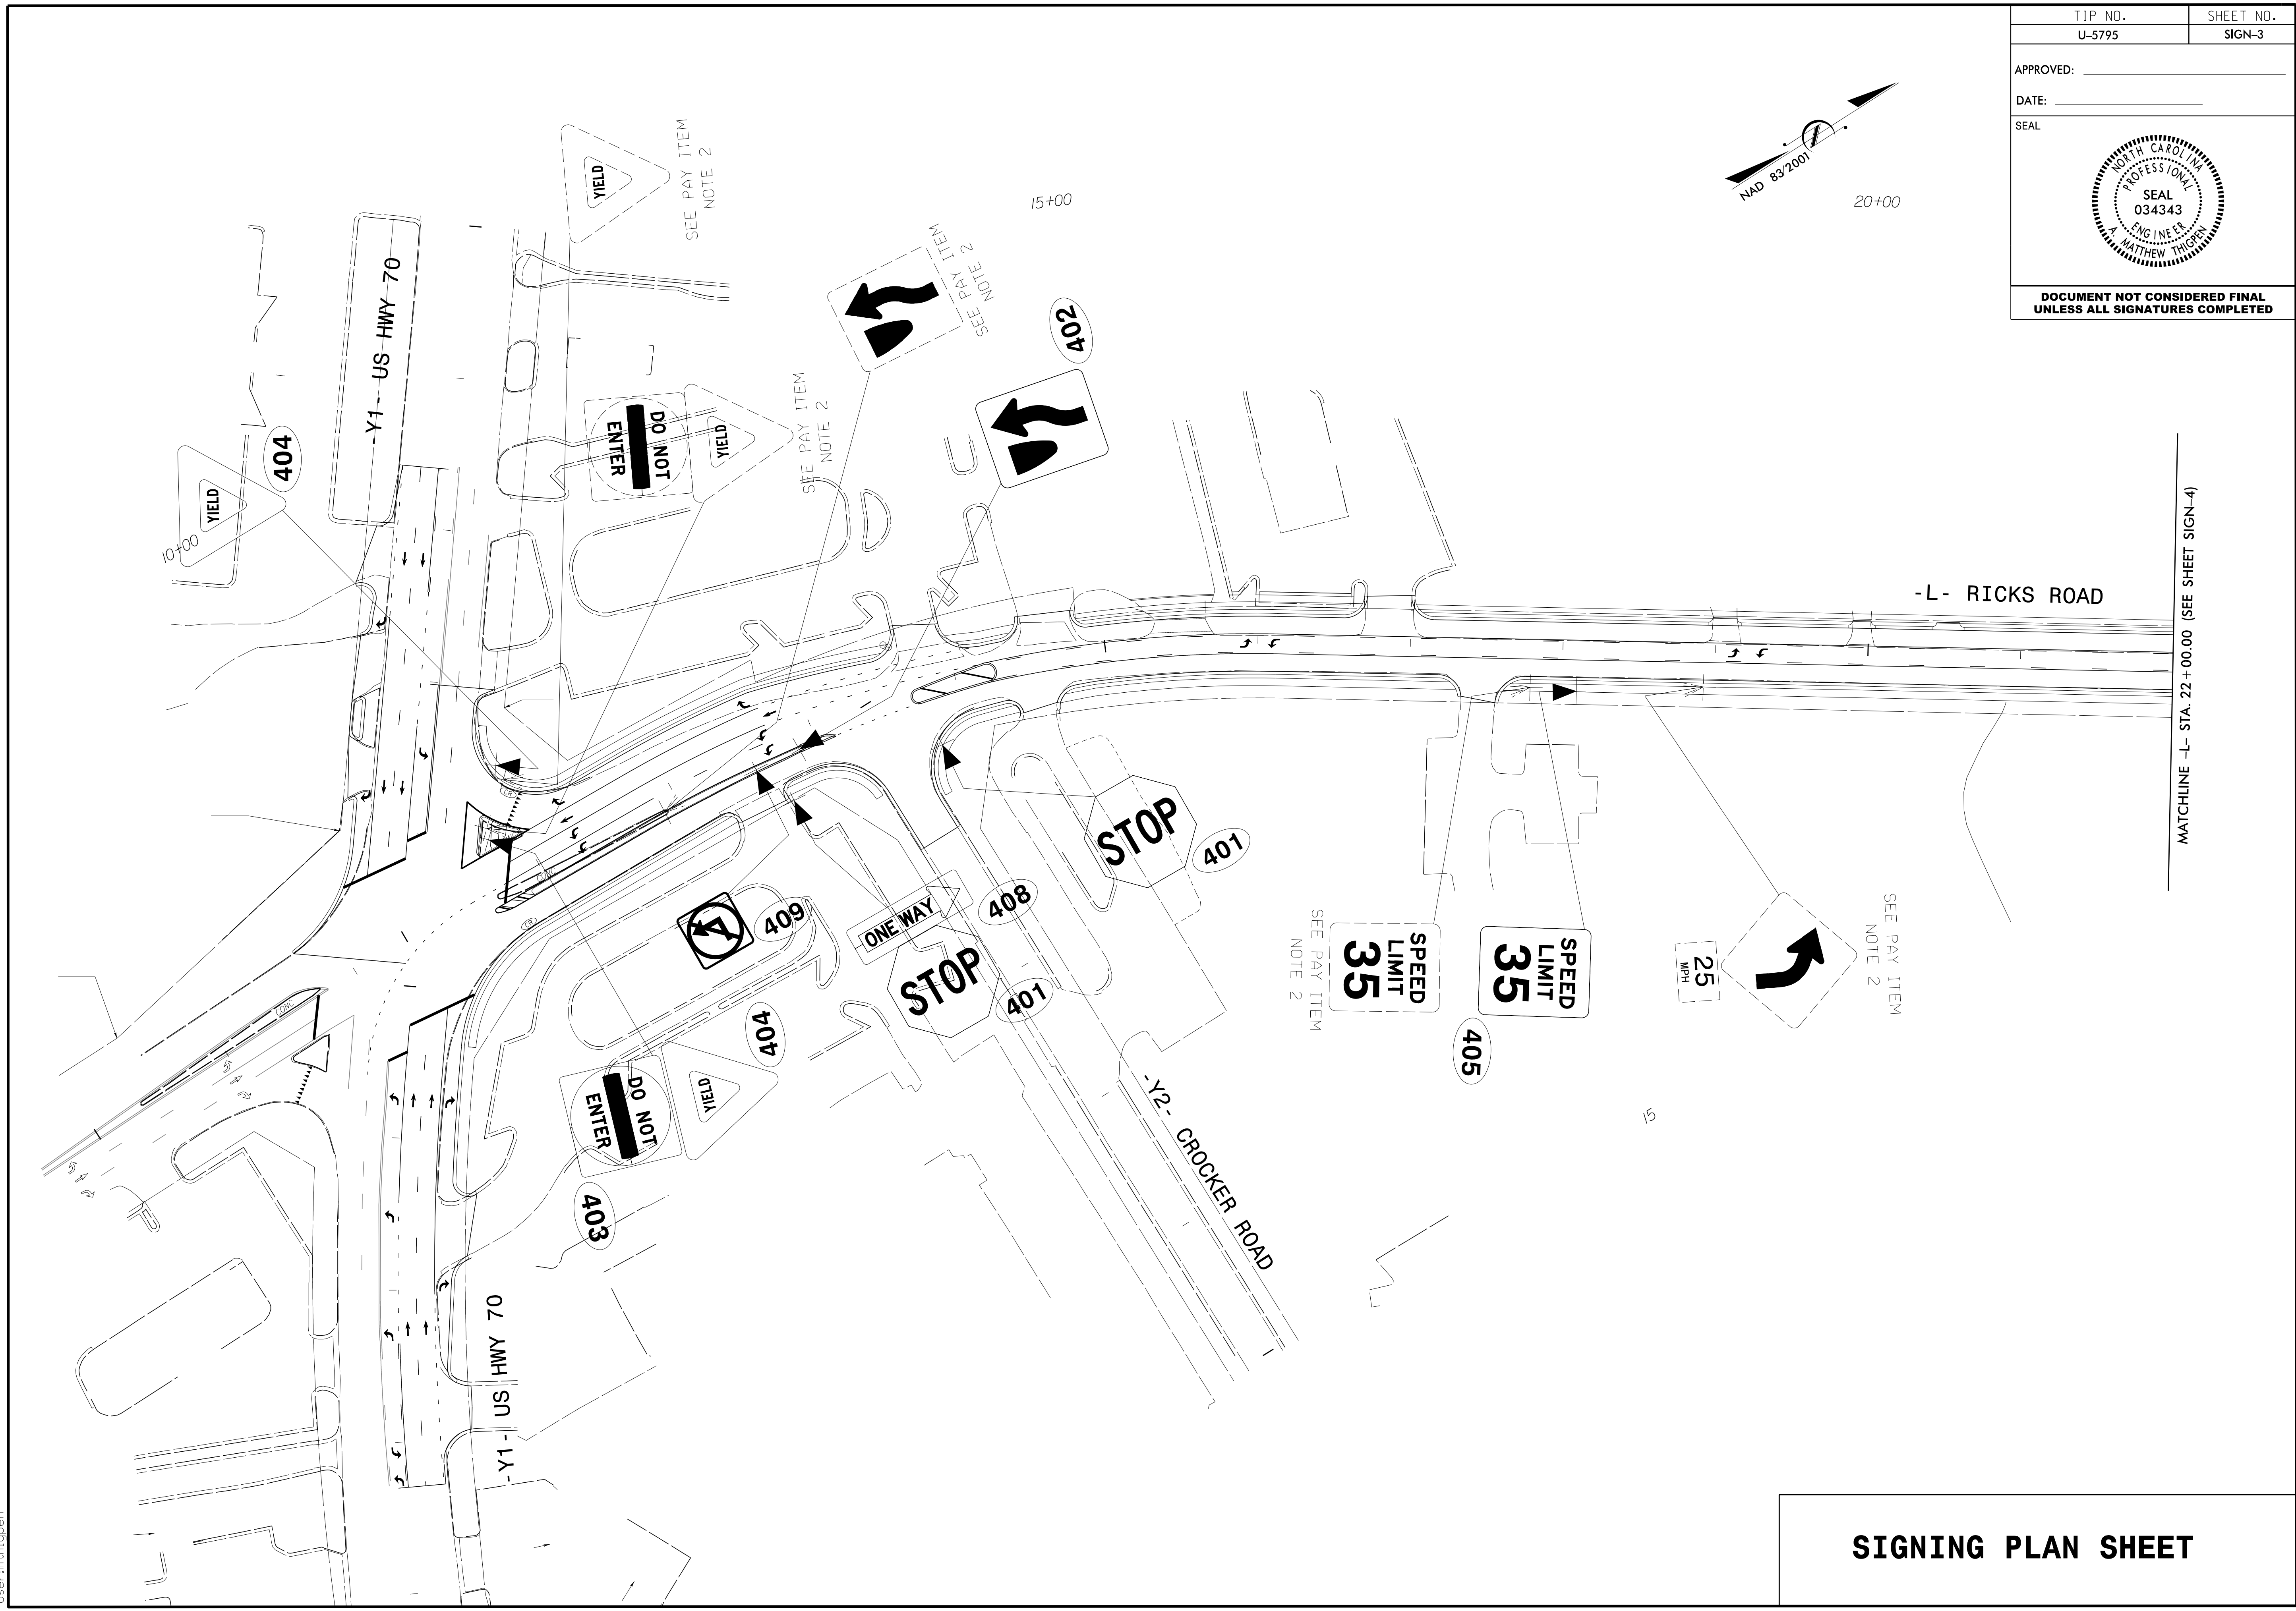 TIP NO.
SHEET NO.
U-5795
SIGN-3
APPROVED:
DATE:
SEAL
NORTH CAROLINA
PROFESSIONAL
SEAL
034343
ENGINEER
A. MATTHEW THIGPEN
DOCUMENT NOT CONSIDERED FINAL
UNLESS ALL SIGNATURES COMPLETED
NAD 83/2001
15+00
20+00
10+00
YIELD
SEE PAY ITEM
NOTE 2
SEE PAY ITEM
NOTE 2
402
-Y1- US HWY 70
404
YIELD
DO NOT
ENTER
YIELD
SEE PAY ITEM
NOTE 2
-L- RICKS ROAD
MATCHLINE -L- STA. 22+00.00 (SEE SHEET SIGN-4)
CR
CONC
CR
CONC
STOP
401
409
ONE WAY
408
STOP
401
404
YIELD
DO NOT
ENTER
403
SEE PAY ITEM
NOTE 2
SPEED
LIMIT
35
SPEED
LIMIT
35
405
25
MPH
SEE PAY ITEM
NOTE 2
15
-Y2- CROCKER ROAD
-Y1- US HWY 70
SIGNING PLAN SHEET